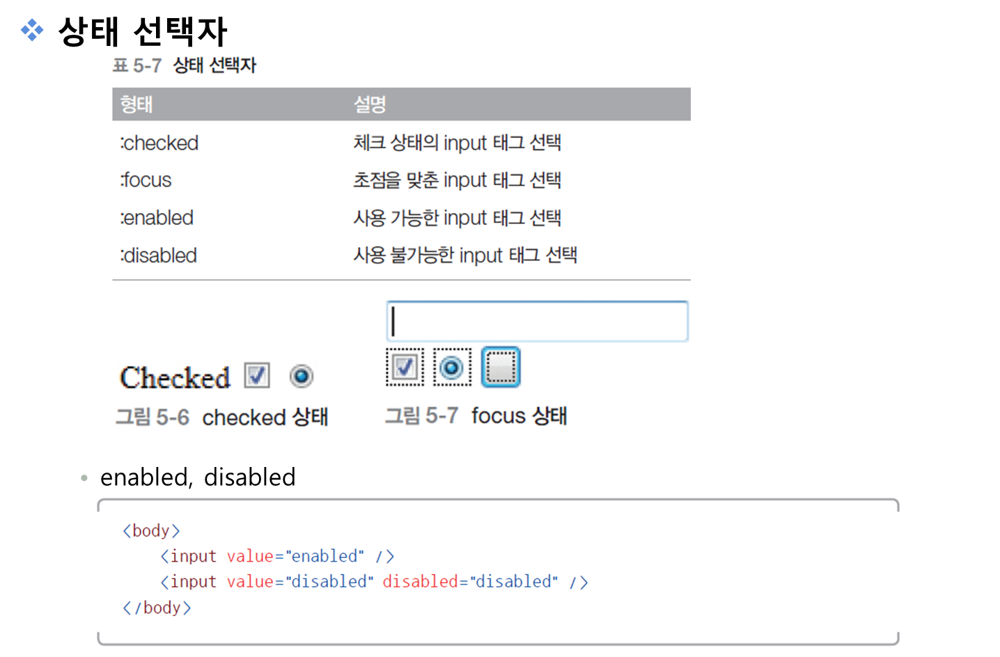 상태 선택자
표 5-7 상태 선택자
형태 설명
:checked 체크 상태의 input 태그 선택
:focus 초점을 맞춘 input 태그 선택
:enabled 사용 가능한 input 태그 선택
:disabled 사용 불가능한 input 태그 선택
Checked
그림 5-6 checked 상태
그림 5-7 focus 상태
• enabled, disabled
<body>
<input value="enabled" />
<input value="disabled" disabled="disabled" />
</body>